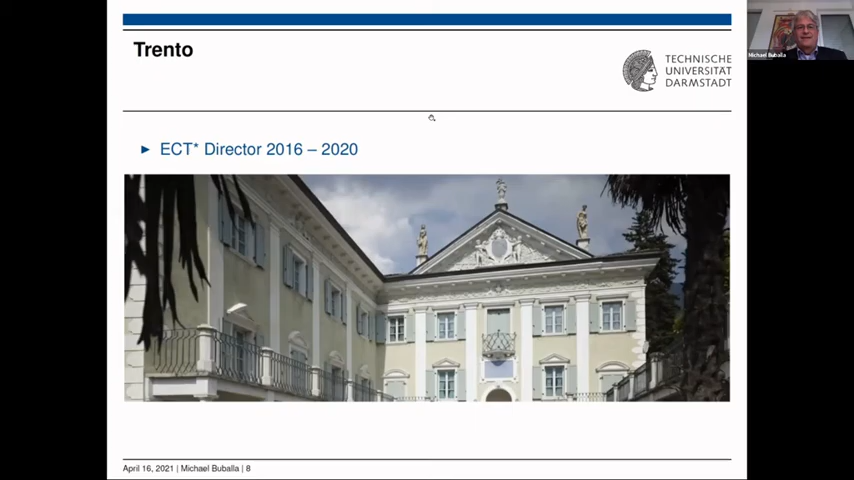 Trento
TECHNISCHE
UNIVERSITÄT
DARMSTADT
► ECT* Director 2016 – 2020
April 16, 2021 | Michael Buballa | 8
Michael Buballa